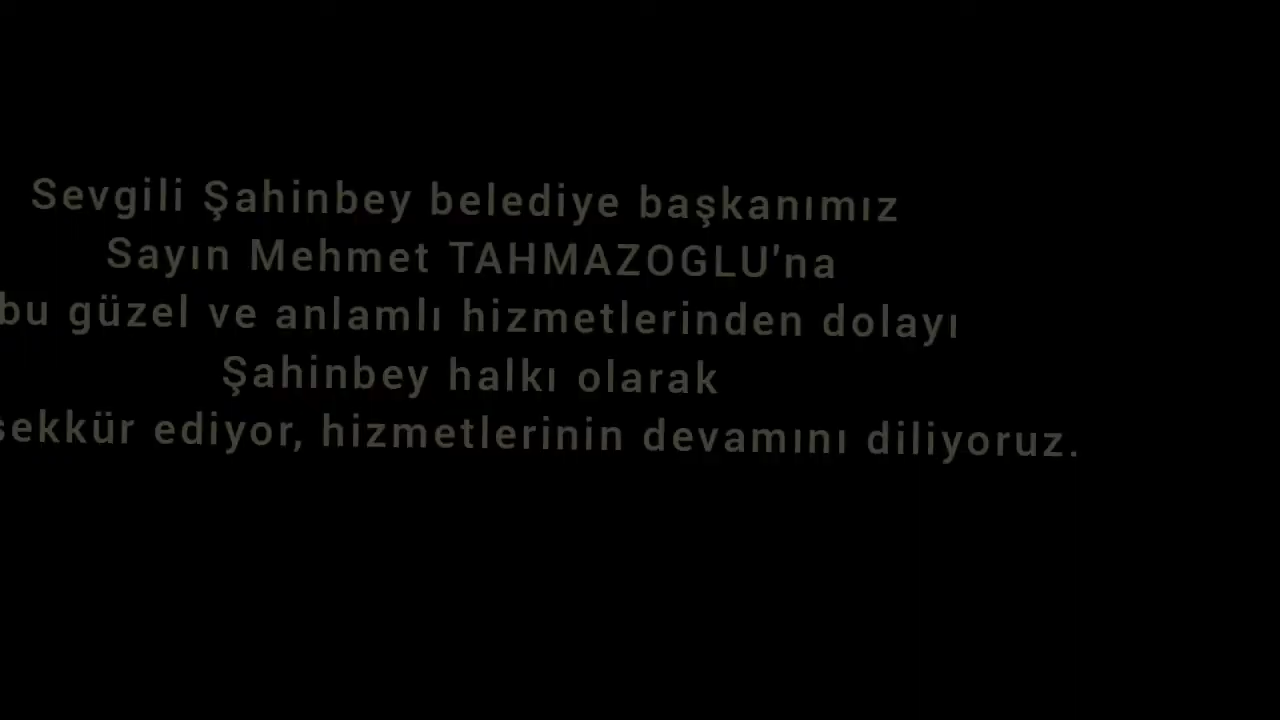 Sevgili Şahinbey belediye başkanımız
Sayın Mehmet TAHMAZOGLU'na
bu güzel ve anlamlı hizmetlerinden dolayı
Şahinbey halkı olarak
şekkür ediyor, hizmetlerinin devamını diliyoruz.